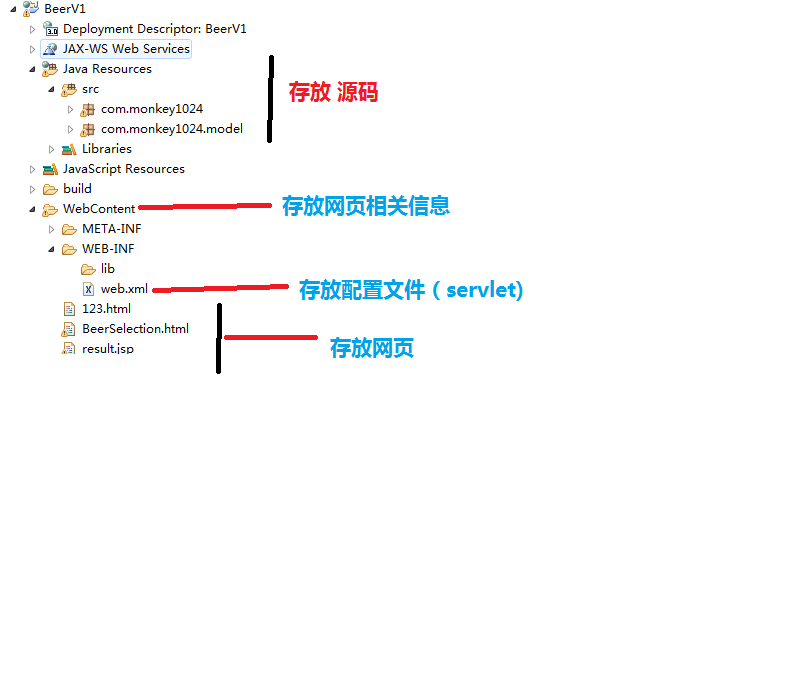 BeerV1
Deployment Descriptor: BeerV1
JAX-WS Web Services
Java Resources
src
存放 源码
com.monkey1024
com.monkey1024.model
Libraries
JavaScript Resources
build
WebContent
存放网页相关信息
META-INF
WEB-INF
lib
web.xml
存放配置文件（servlet)
123.html
BeerSelection.html
result.jsp
存放网页